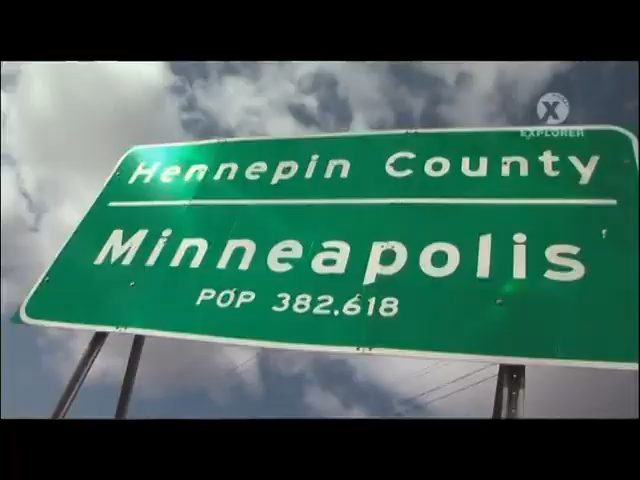 X
EXPLORER
Hennepin County
Minneapolis
POP 382.618